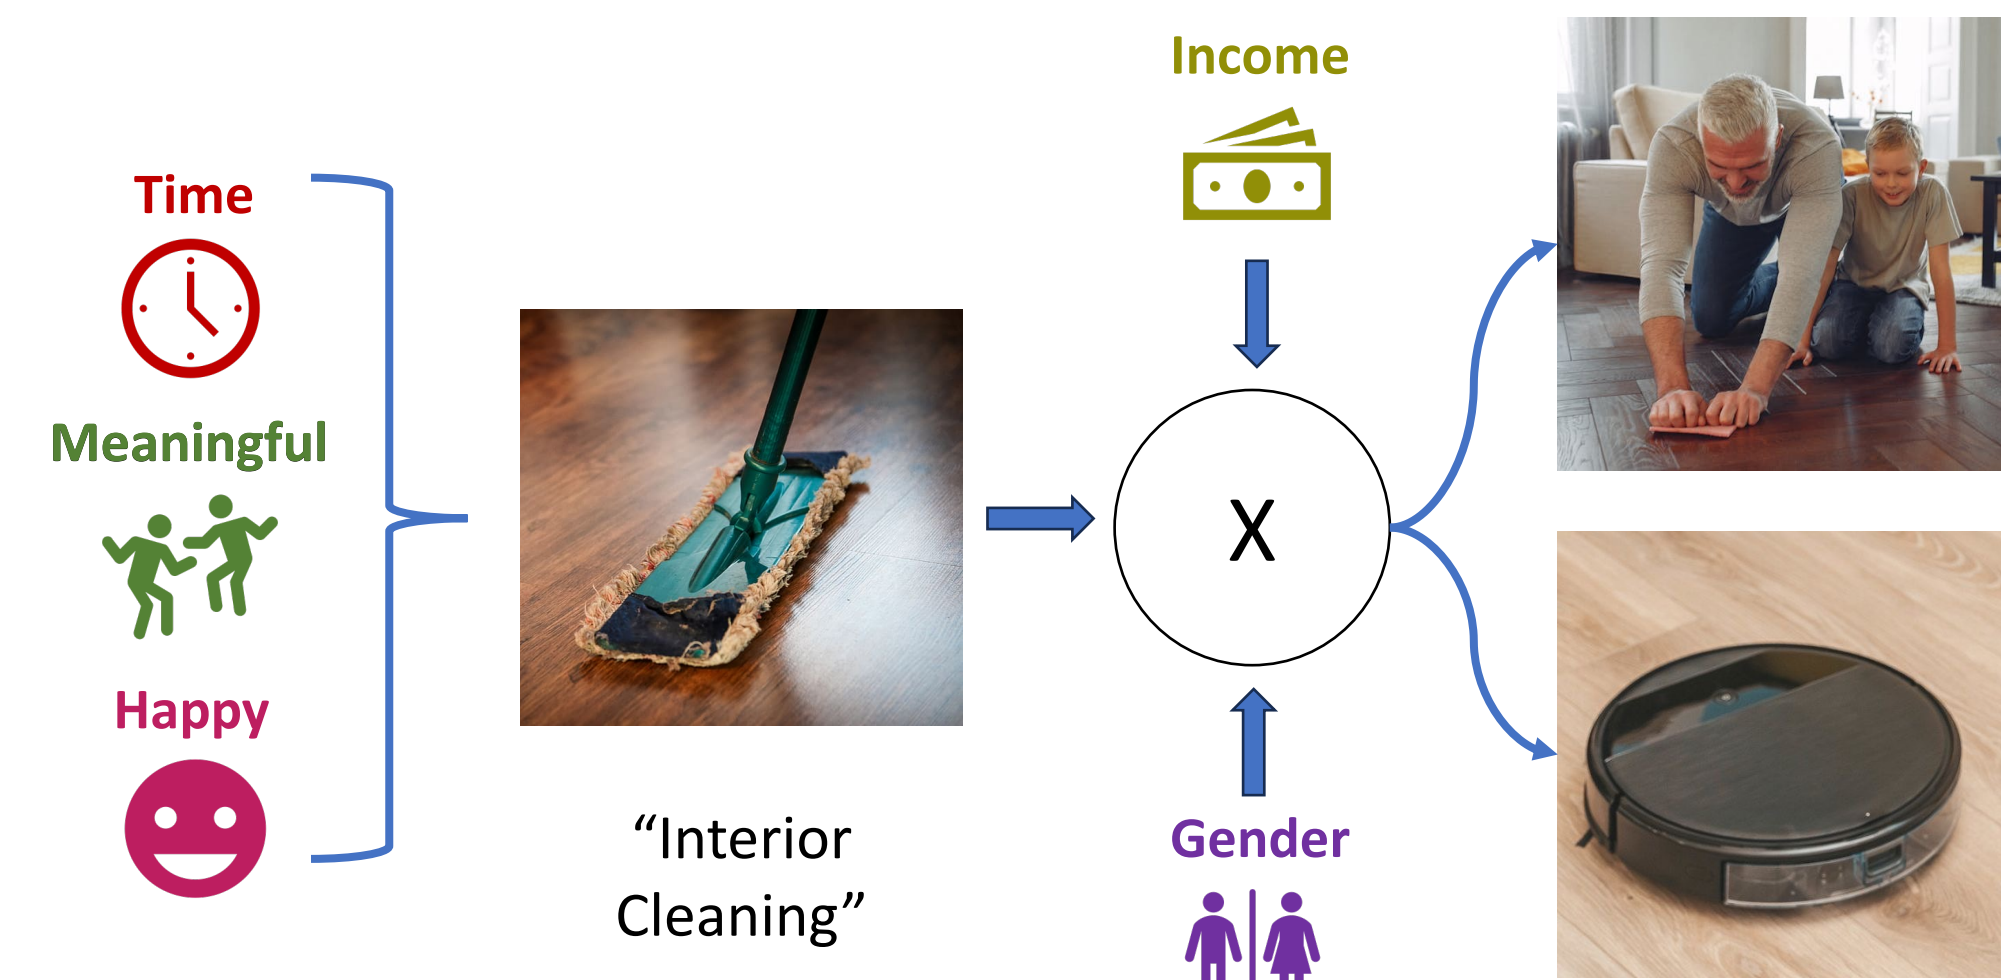 Time
Meaningful
Happy
“Interior
Cleaning”
Income
X
Gender